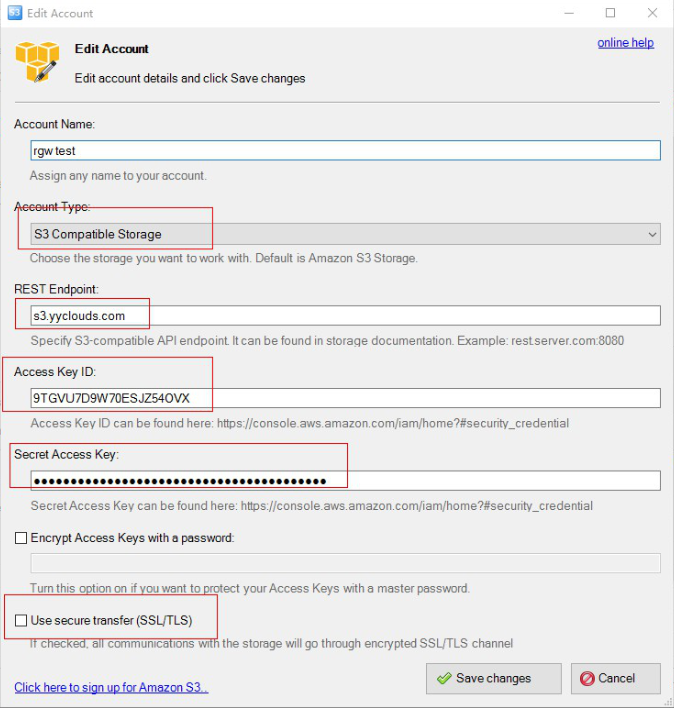 S3 Edit Account
Edit Account
online help
Edit account details and click Save changes
Account Name:
rgw test
Assign any name to your account.
Account Type:
S3 Compatible Storage
Choose the storage you want to work with. Default is Amazon S3 Storage.
REST Endpoint:
s3.yyclouds.com
Specify S3-compatible API endpoint. It can be found in storage documentation. Example: rest.server.com:8080
Access Key ID:
9TGVU7D9W70ESJZ54OVX
Access Key ID can be found here: https://console.aws.amazon.com/iam/home?#security_credential
Secret Access Key:
●●●●●●●●●●●●●●●●●●●●●●●●●●●●●●●●●●●●●●●●
Secret Access Key can be found here: https://console.aws.amazon.com/iam/home?#security_credential
Encrypt Access Keys with a password:
Turn this option on if you want to protect your Access Keys with a master password.
Use secure transfer (SSL/TLS)
If checked, all communications with the storage will go through encrypted SSL/TLS channel
Click here to sign up for Amazon S3..
Save changes
Cancel